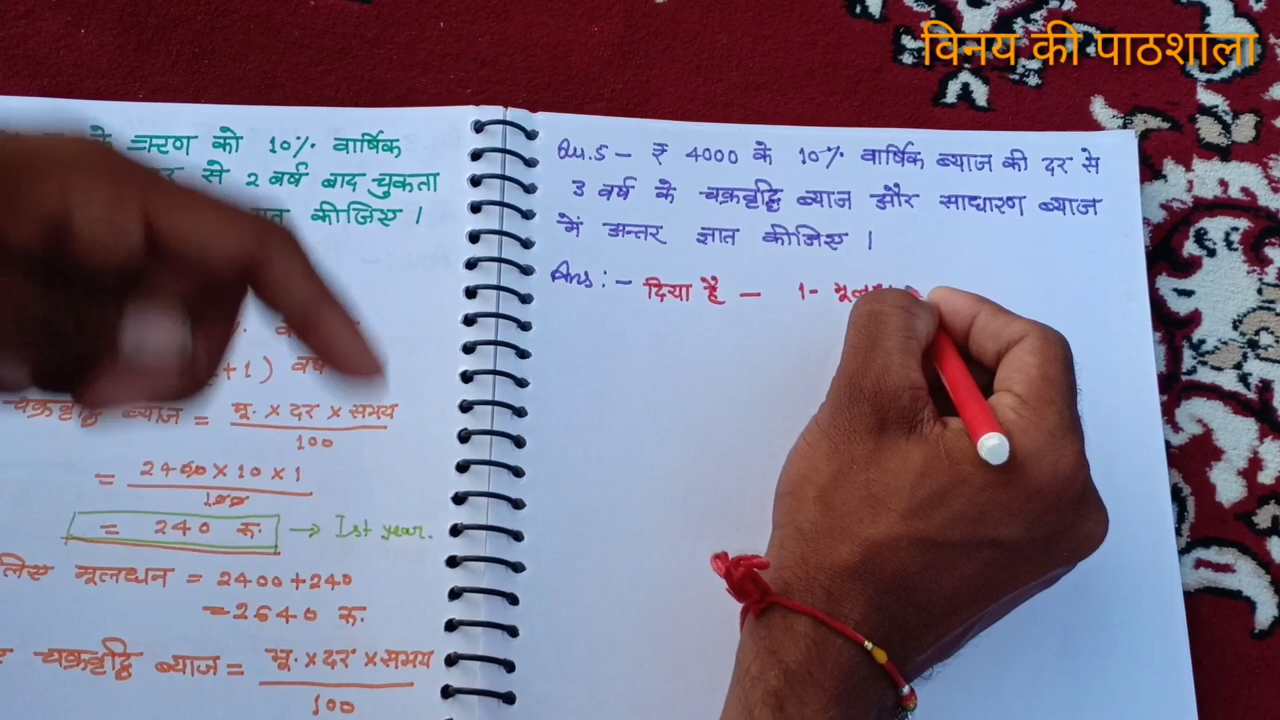 विनय की पाठशाला
ऋण को 10% वार्षिक
से 2 वर्ष बाद चुकता
कीजिए ।
+1) वर्ष
चक्रवृद्धि ब्याज = मू. × दर × समय
100
= 2400 × 10 × 1
100
= 240 रु. → Ist year.
मूलधन = 2400+240
=2640 रु.
चक्रवृद्धि ब्याज = मू. × दर × समय
100
Qu.5 – ₹ 4000 के 10% वार्षिक ब्याज की दर से
3 वर्ष के चक्रवृद्धि ब्याज और साधारण ब्याज
में अन्तर ज्ञात कीजिए ।
Ans :- दिया है – 1-